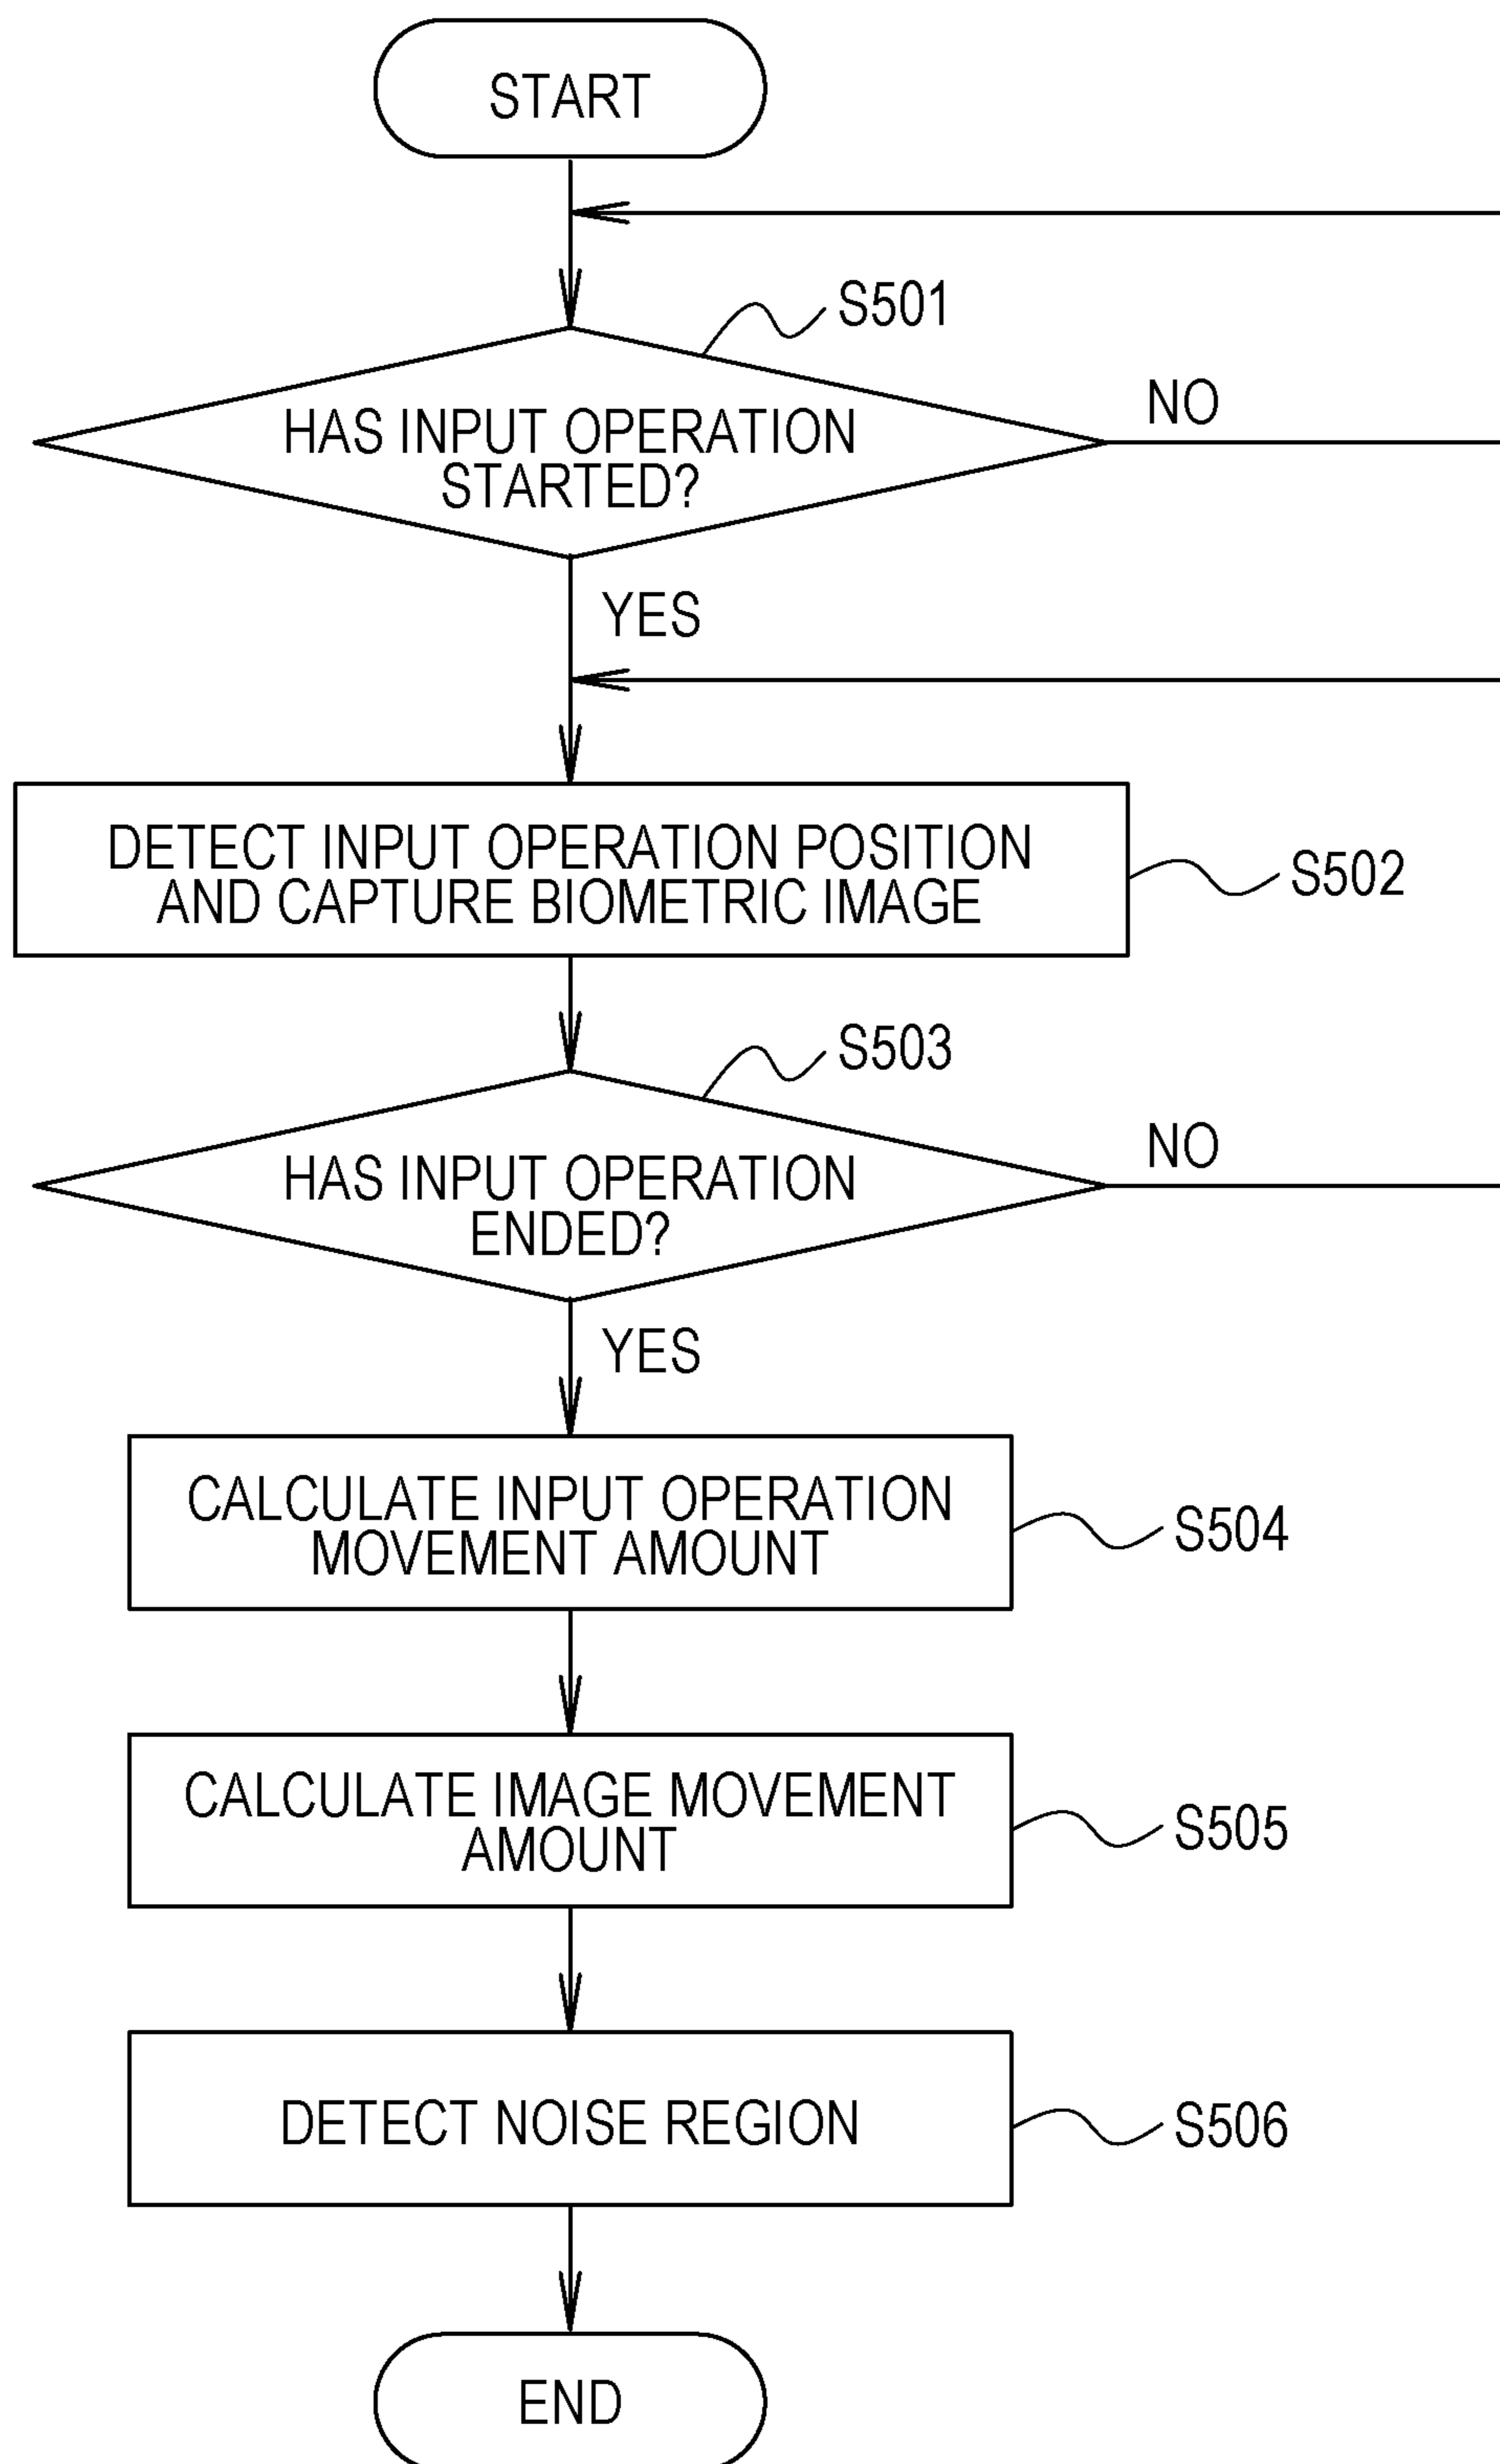 START
S501
HAS INPUT OPERATION
STARTED?
NO
YES
DETECT INPUT OPERATION POSITION
AND CAPTURE BIOMETRIC IMAGE
S502
S503
HAS INPUT OPERATION
ENDED?
NO
YES
CALCULATE INPUT OPERATION
MOVEMENT AMOUNT
S504
CALCULATE IMAGE MOVEMENT
AMOUNT
S505
DETECT NOISE REGION
S506
END